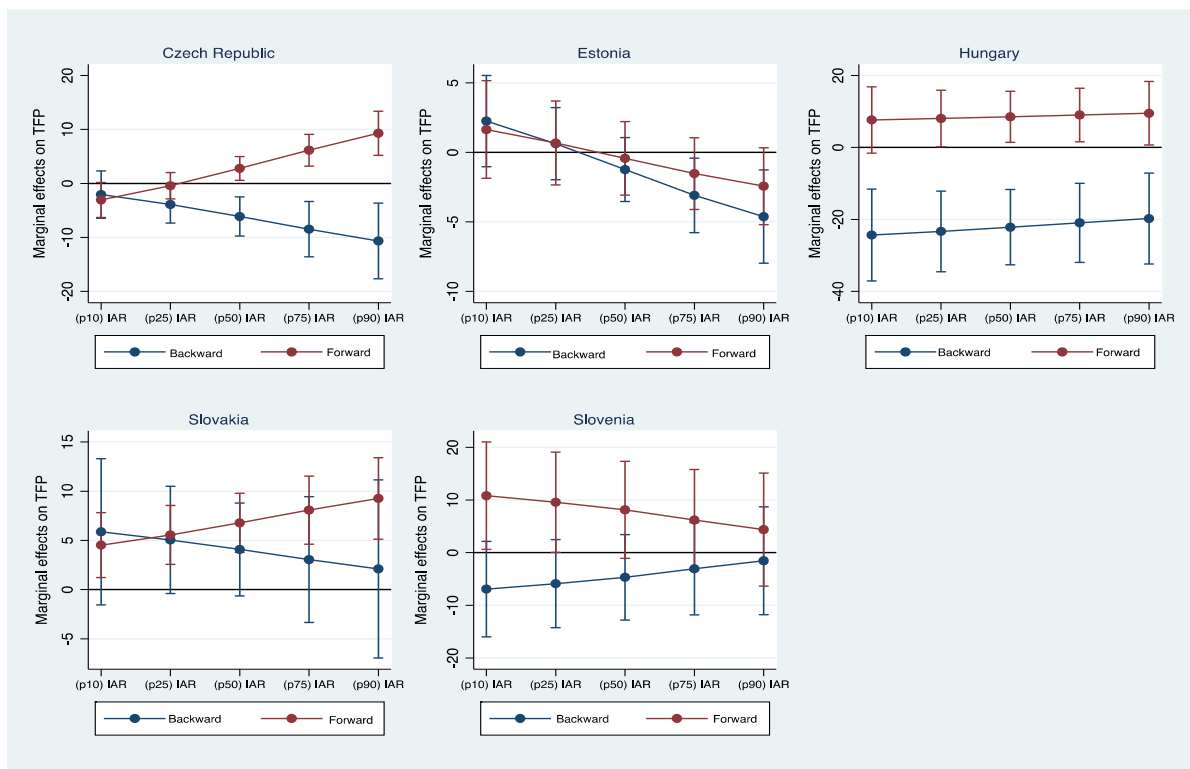 Czech Republic
Marginal effects on TFP
20
10
0
-10
-20
(p10) IAR (p25) IAR (p50) IAR (p75) IAR (p90) IAR
Backward Forward
Estonia
Marginal effects on TFP
5
0
-5
-10
(p10) IAR (p25) IAR (p50) IAR (p75) IAR (p90) IAR
Backward Forward
Hungary
Marginal effects on TFP
20
0
-20
-40
(p10) IAR (p25) IAR (p50) IAR (p75) IAR (p90) IAR
Backward Forward
Slovakia
Marginal effects on TFP
15
10
5
0
-5
(p10) IAR (p25) IAR (p50) IAR (p75) IAR (p90) IAR
Backward Forward
Slovenia
Marginal effects on TFP
20
10
0
-10
-20
(p10) IAR (p25) IAR (p50) IAR (p75) IAR (p90) IAR
Backward Forward